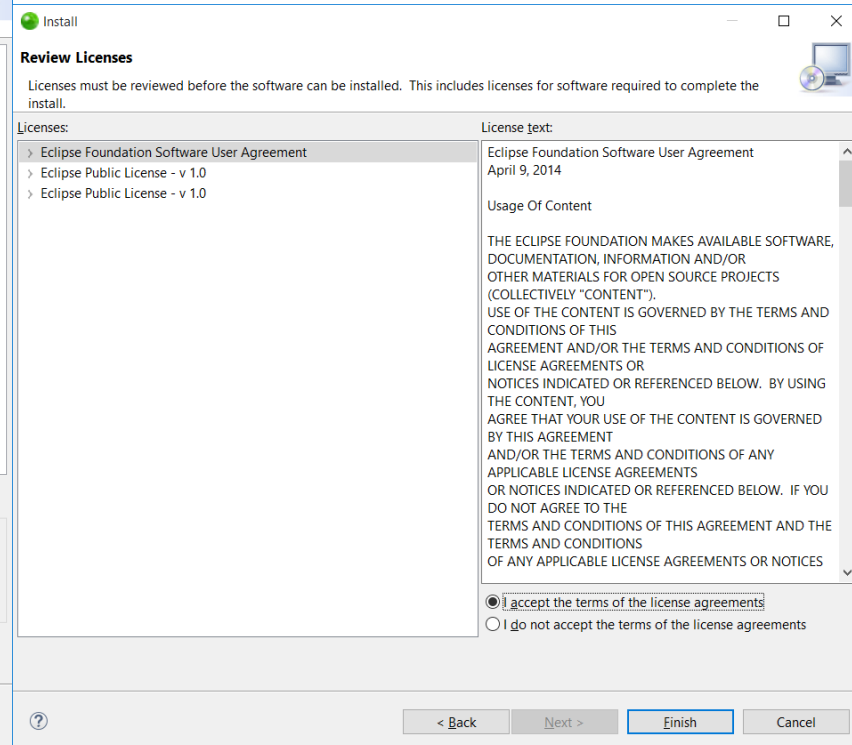 Install
Review Licenses
Licenses must be reviewed before the software can be installed.  This includes licenses for software required to complete the
install.
Licenses:
Eclipse Foundation Software User Agreement
Eclipse Public License - v 1.0
Eclipse Public License - v 1.0
License text:
Eclipse Foundation Software User Agreement
April 9, 2014
Usage Of Content
THE ECLIPSE FOUNDATION MAKES AVAILABLE SOFTWARE,
DOCUMENTATION, INFORMATION AND/OR
OTHER MATERIALS FOR OPEN SOURCE PROJECTS
(COLLECTIVELY "CONTENT").
USE OF THE CONTENT IS GOVERNED BY THE TERMS AND
CONDITIONS OF THIS
AGREEMENT AND/OR THE TERMS AND CONDITIONS OF
LICENSE AGREEMENTS OR
NOTICES INDICATED OR REFERENCED BELOW.  BY USING
THE CONTENT, YOU
AGREE THAT YOUR USE OF THE CONTENT IS GOVERNED
BY THIS AGREEMENT
AND/OR THE TERMS AND CONDITIONS OF ANY
APPLICABLE LICENSE AGREEMENTS
OR NOTICES INDICATED OR REFERENCED BELOW.  IF YOU
DO NOT AGREE TO THE
TERMS AND CONDITIONS OF THIS AGREEMENT AND THE
TERMS AND CONDITIONS
OF ANY APPLICABLE LICENSE AGREEMENTS OR NOTICES
I accept the terms of the license agreements
I do not accept the terms of the license agreements
?
< Back
Next >
Finish
Cancel